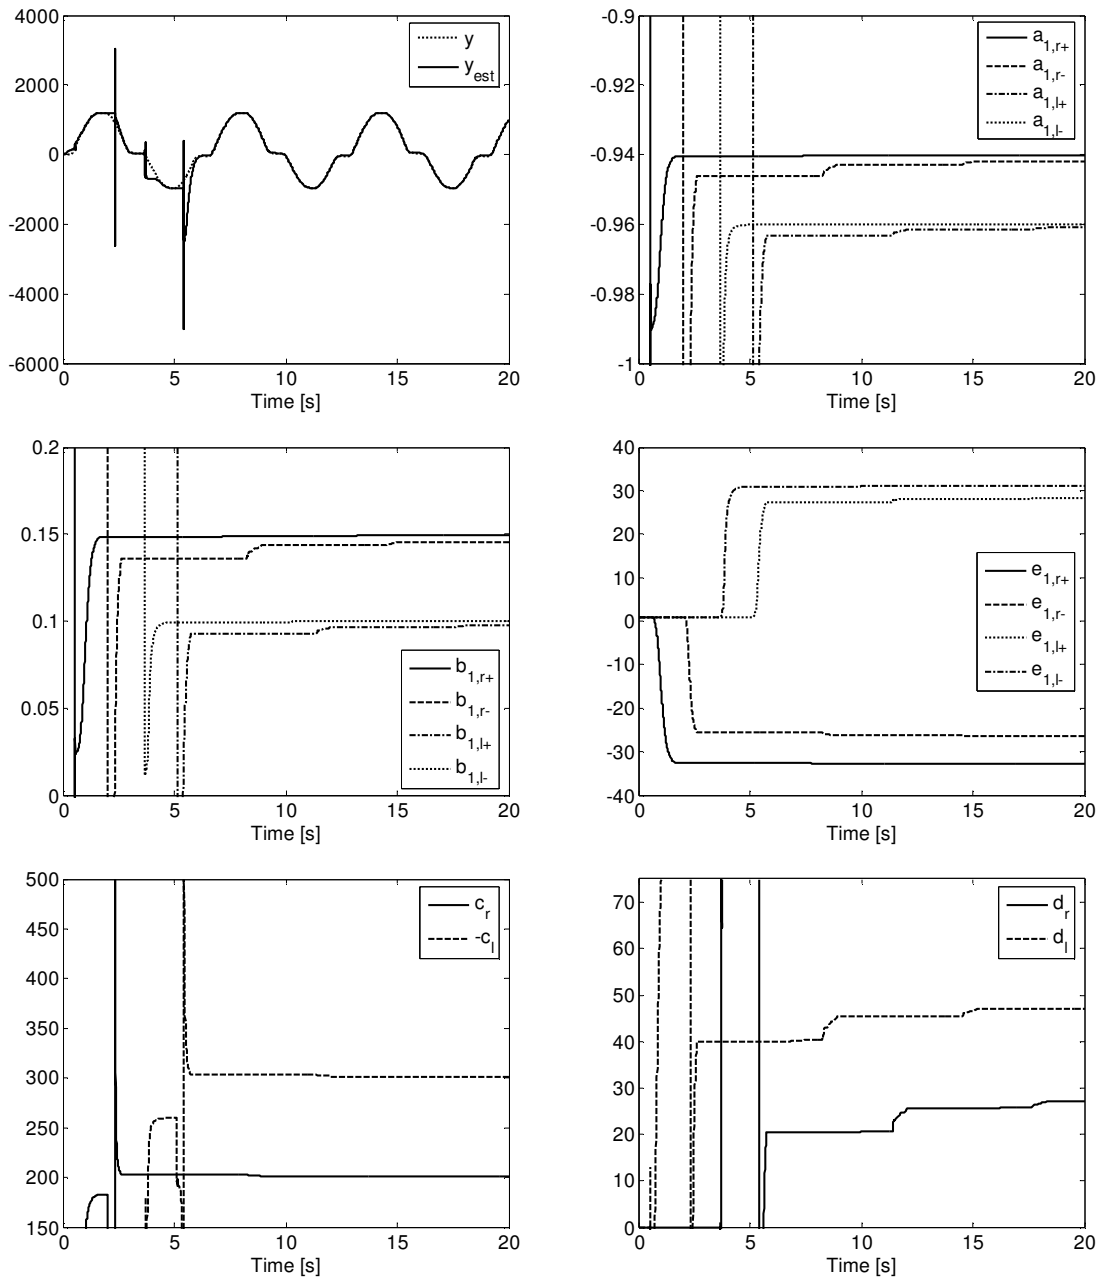 4000
2000
0
-2000
-4000
-6000
0 5 10 15 20
Time [s]
y
y_est
-0.9
-0.92
-0.94
-0.96
-0.98
-1
0 5 10 15 20
Time [s]
a_1,r+
a_1,r-
a_1,l+
a_1,l-
0.2
0.15
0.1
0.05
0
0 5 10 15 20
Time [s]
b_1,r+
b_1,r-
b_1,l+
b_1,l-
40
30
20
10
0
-10
-20
-30
-40
0 5 10 15 20
Time [s]
e_1,r+
e_1,r-
e_1,l+
e_1,l-
500
450
400
350
300
250
200
150
0 5 10 15 20
Time [s]
c_r
-c_l
70
60
50
40
30
20
10
0
0 5 10 15 20
Time [s]
d_r
d_l